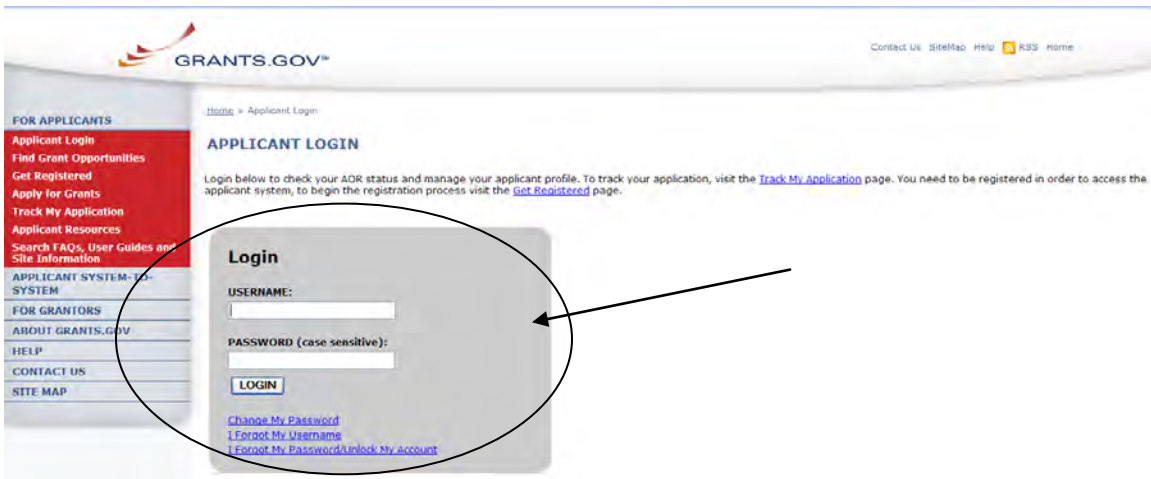 GRANTS.GOV℠
Contact Us SiteMap Help RSS Home
FOR APPLICANTS
Applicant Login
Find Grant Opportunities
Get Registered
Apply for Grants
Track My Application
Applicant Resources
Search FAQs, User Guides and
Site Information
APPLICANT SYSTEM-TO-
SYSTEM
FOR GRANTORS
ABOUT GRANTS.GOV
HELP
CONTACT US
SITE MAP
Home > Applicant Login
APPLICANT LOGIN
Login below to check your AOR status and manage your applicant profile. To track your application, visit the Track My Application page. You need to be registered in order to access the
applicant system, to begin the registration process visit the Get Registered page.
Login
USERNAME:
PASSWORD (case sensitive):
LOGIN
Change My Password
I Forgot My Username
I Forgot My Password/Unlock My Account